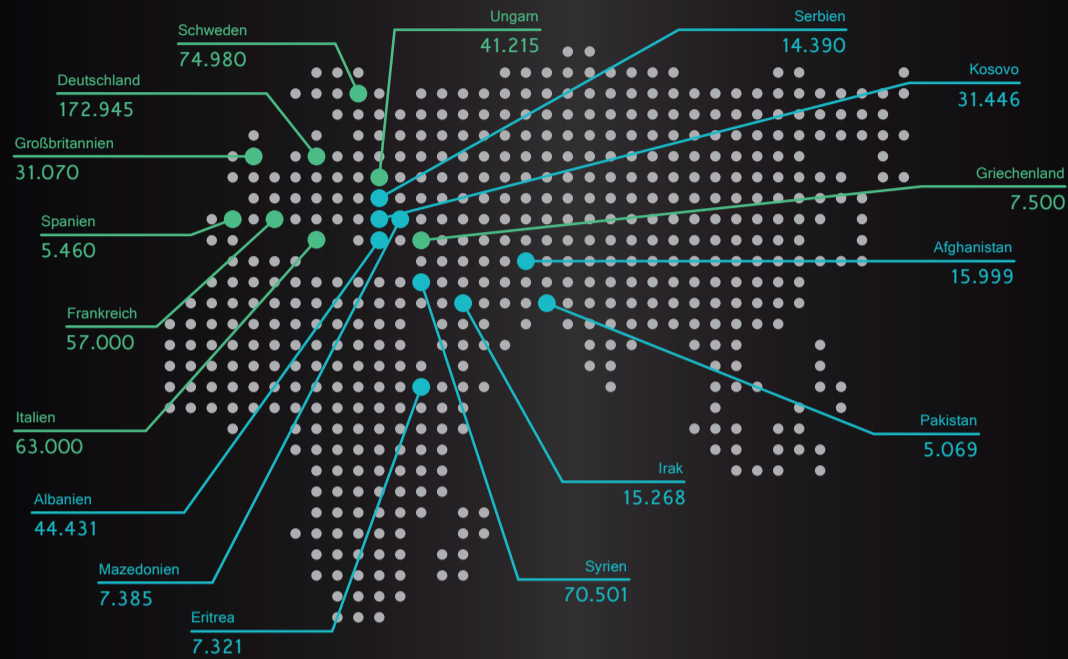 Ungarn
41.215
Serbien
14.390
Schweden
74.980
Kosovo
31.446
Deutschland
172.945
Großbritannien
31.070
Griechenland
7.500
Spanien
5.460
Afghanistan
15.999
Frankreich
57.000
Italien
63.000
Pakistan
5.069
Irak
15.268
Albanien
44.431
Syrien
70.501
Mazedonien
7.385
Eritrea
7.321